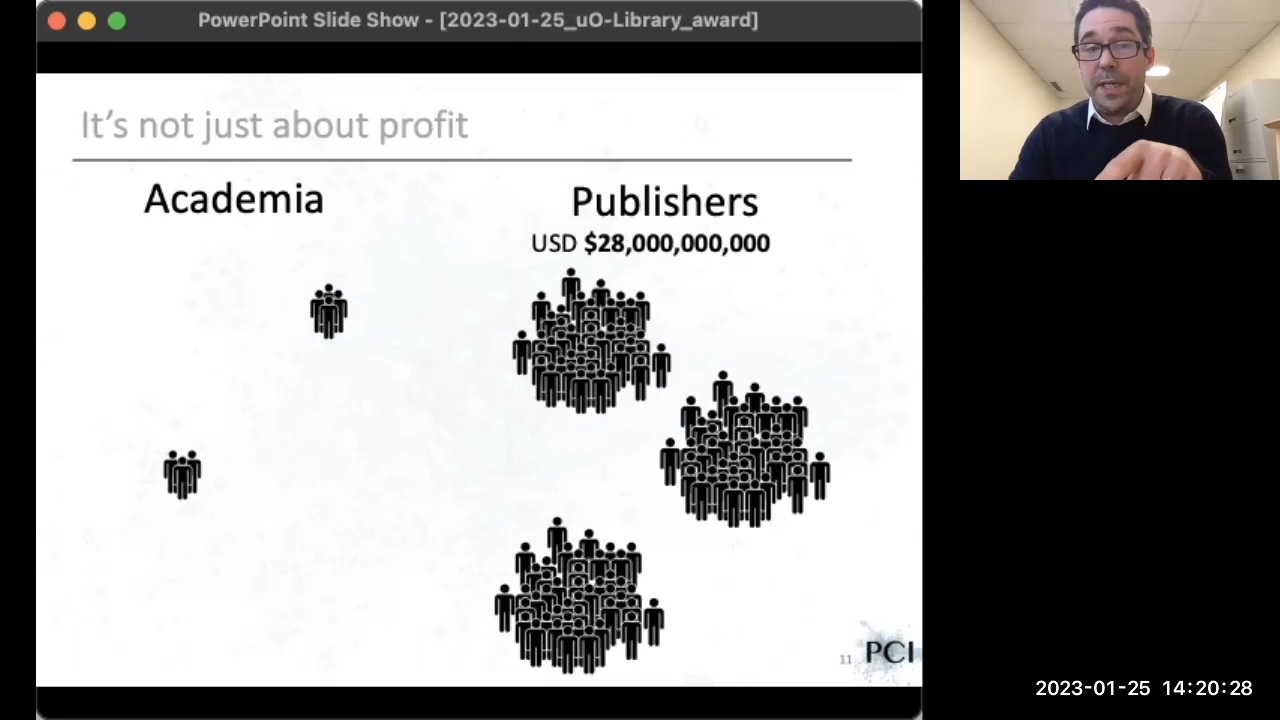 PowerPoint Slide Show - [2023-01-25_uO-Library_award]
It's not just about profit
Academia
Publishers
USD $28,000,000,000
11
PCI
2023-01-25 14:20:28